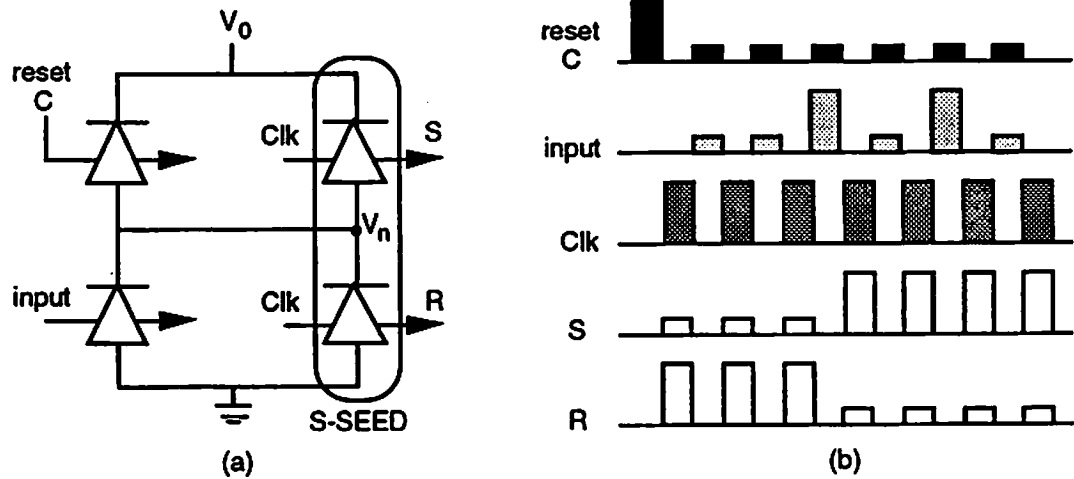 V0
reset
C
Clk
S
Vn
input
Clk
R
S-SEED
(a)
reset
C
input
Clk
S
R
(b)